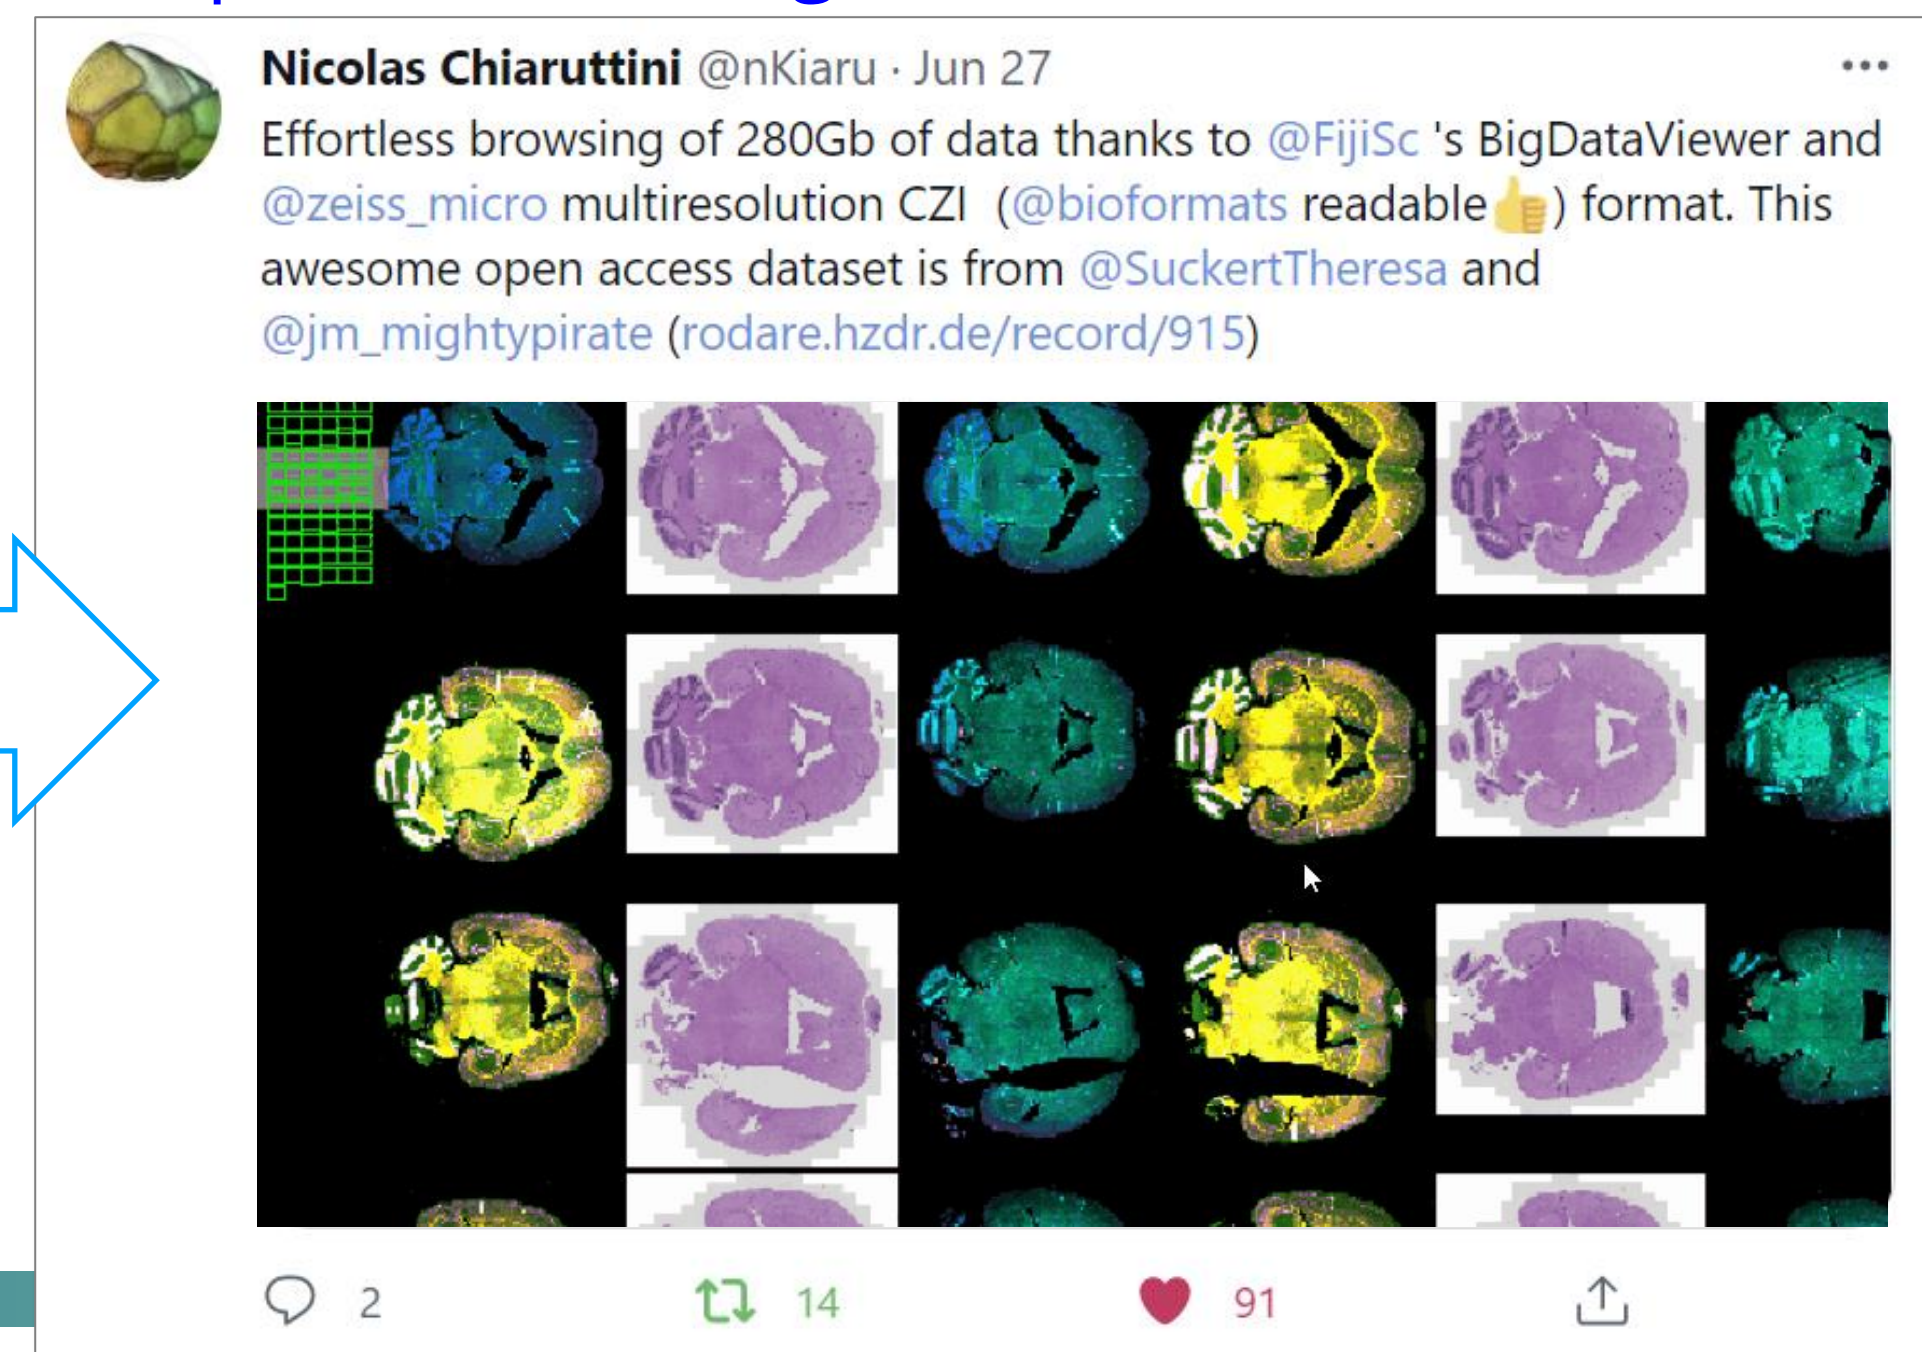 Nicolas Chiaruttini @nKiaru · Jun 27
Effortless browsing of 280Gb of data thanks to @FijiSc 's BigDataViewer and
@zeiss_micro multiresolution CZI (@bioformats readable👍) format. This
awesome open access dataset is from @SuckertTheresa and
@jm_mightypirate (rodare.hzdr.de/record/915)
2 14 91